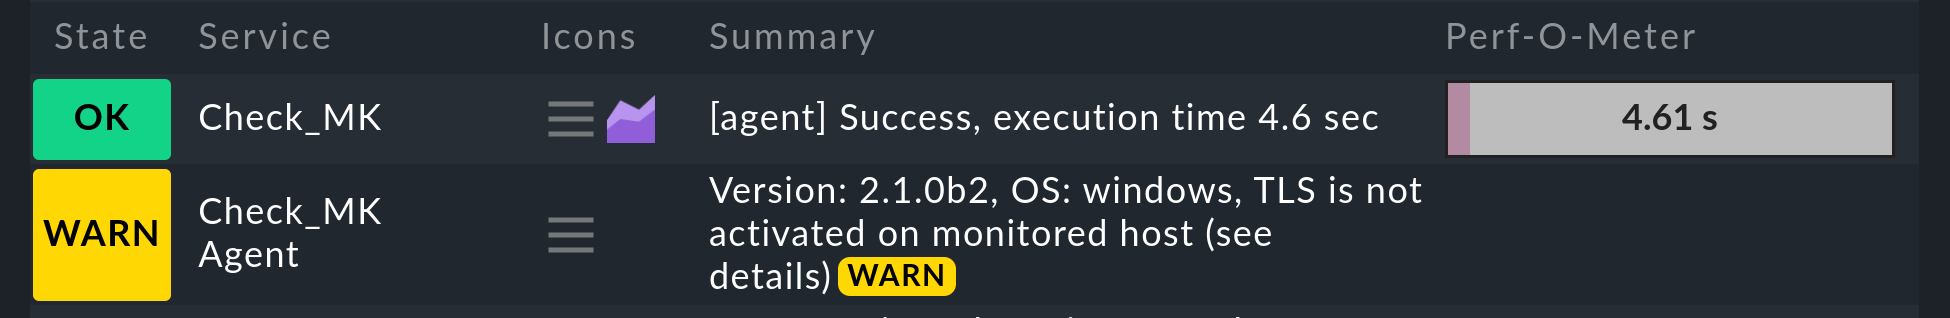 State Service Icons Summary Perf-O-Meter
OK Check_MK [agent] Success, execution time 4.6 sec 4.61 s
WARN Check_MK Agent Version: 2.1.0b2, OS: windows, TLS is not
activated on monitored host (see
details) WARN